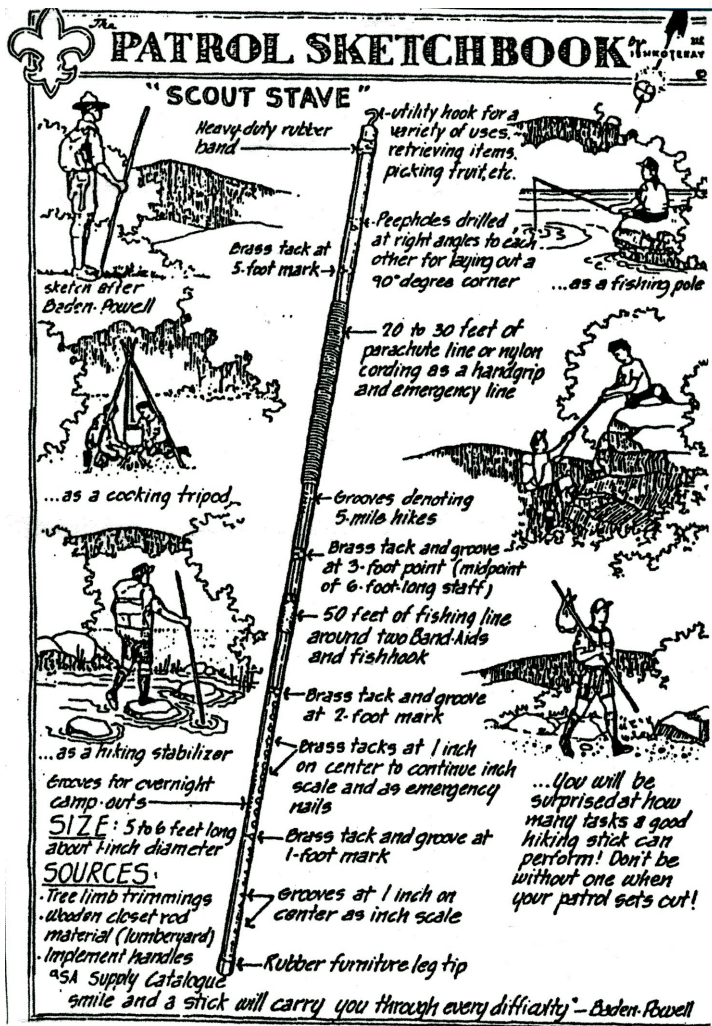 The
PATROL SKETCHBOOK
By
"SCOUT STAVE"
Heavy duty rubber
band
utility hook for a
variety of uses,
retrieving items,
picking fruit, etc.
Peepholes drilled
at right angles to each
other for laying out a
90° degree corner
Brass tack at
5-foot mark
sketch after
Baden-Powell
...as a fishing pole
20 to 30 feet of
parachute line or nylon
cording as a handgrip
and emergency line
...as a cooking tripod
Grooves denoting
5-mile hikes
Brass tack and groove
at 3-foot point (midpoint
of 6-foot-long staff)
50 feet of fishing line
around two Band-Aids
and fishhook
Brass tack and groove
at 2-foot mark
...as a hiking stabilizer
Brass tacks at 1 inch
on center to continue inch
scale and as emergency
nails
Grooves for overnight
camp-outs
SIZE: 5 to 6 feet long
about 1-inch diameter
Brass tack and groove at
1-foot mark
...You will be
surprised at how
many tasks a good
hiking stick can
perform! Don't be
without one when
your patrol sets out!
SOURCES:
·Tree limb trimmings
·Wooden closet rod
material (lumberyard)
·Implement handles
SA Supply Catalogue
Grooves at 1 inch on
center as inch scale
Rubber furniture leg tip
smile and a stick will carry you through every difficulty" — Baden-Powell